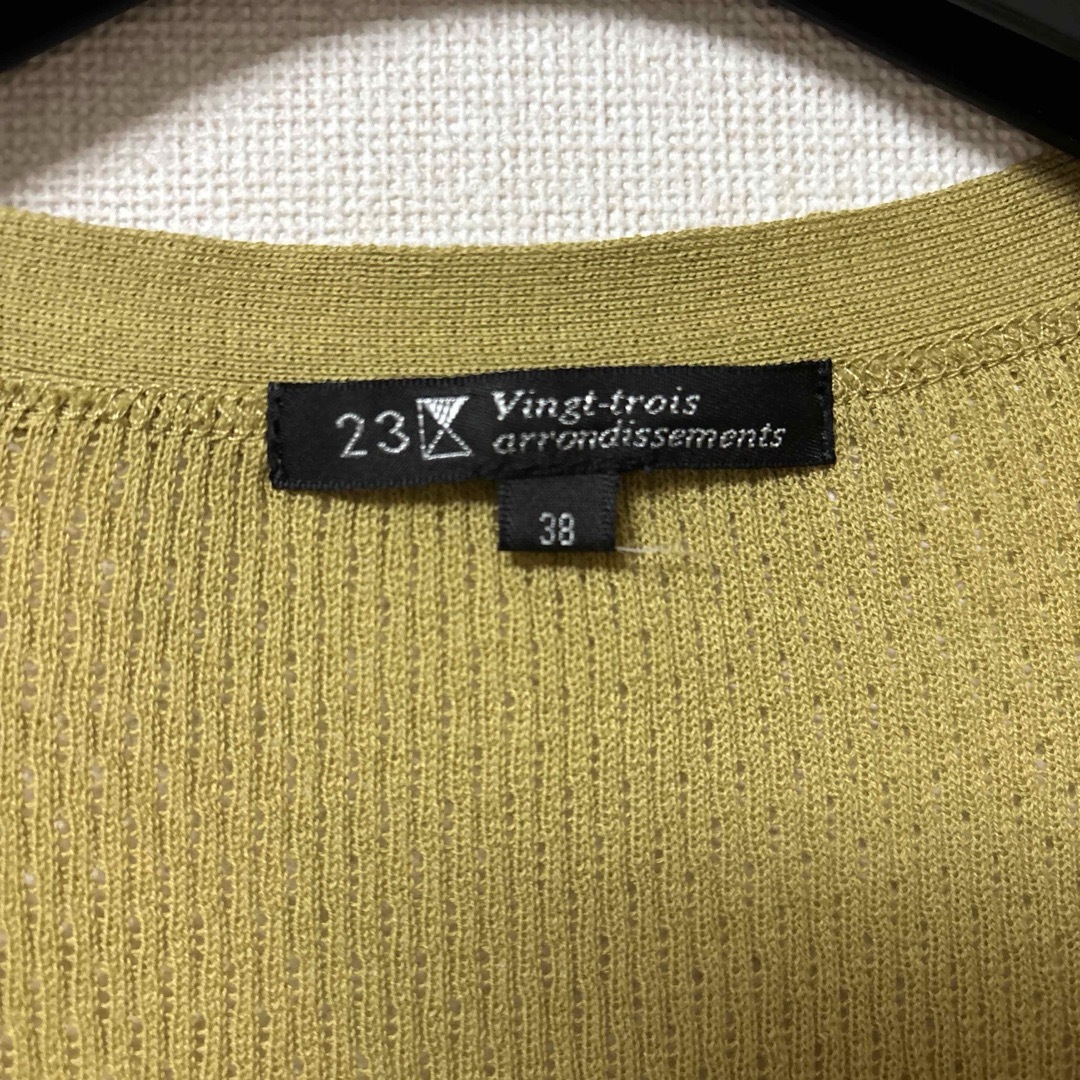 23 Vingt-trois
arrondissements
38